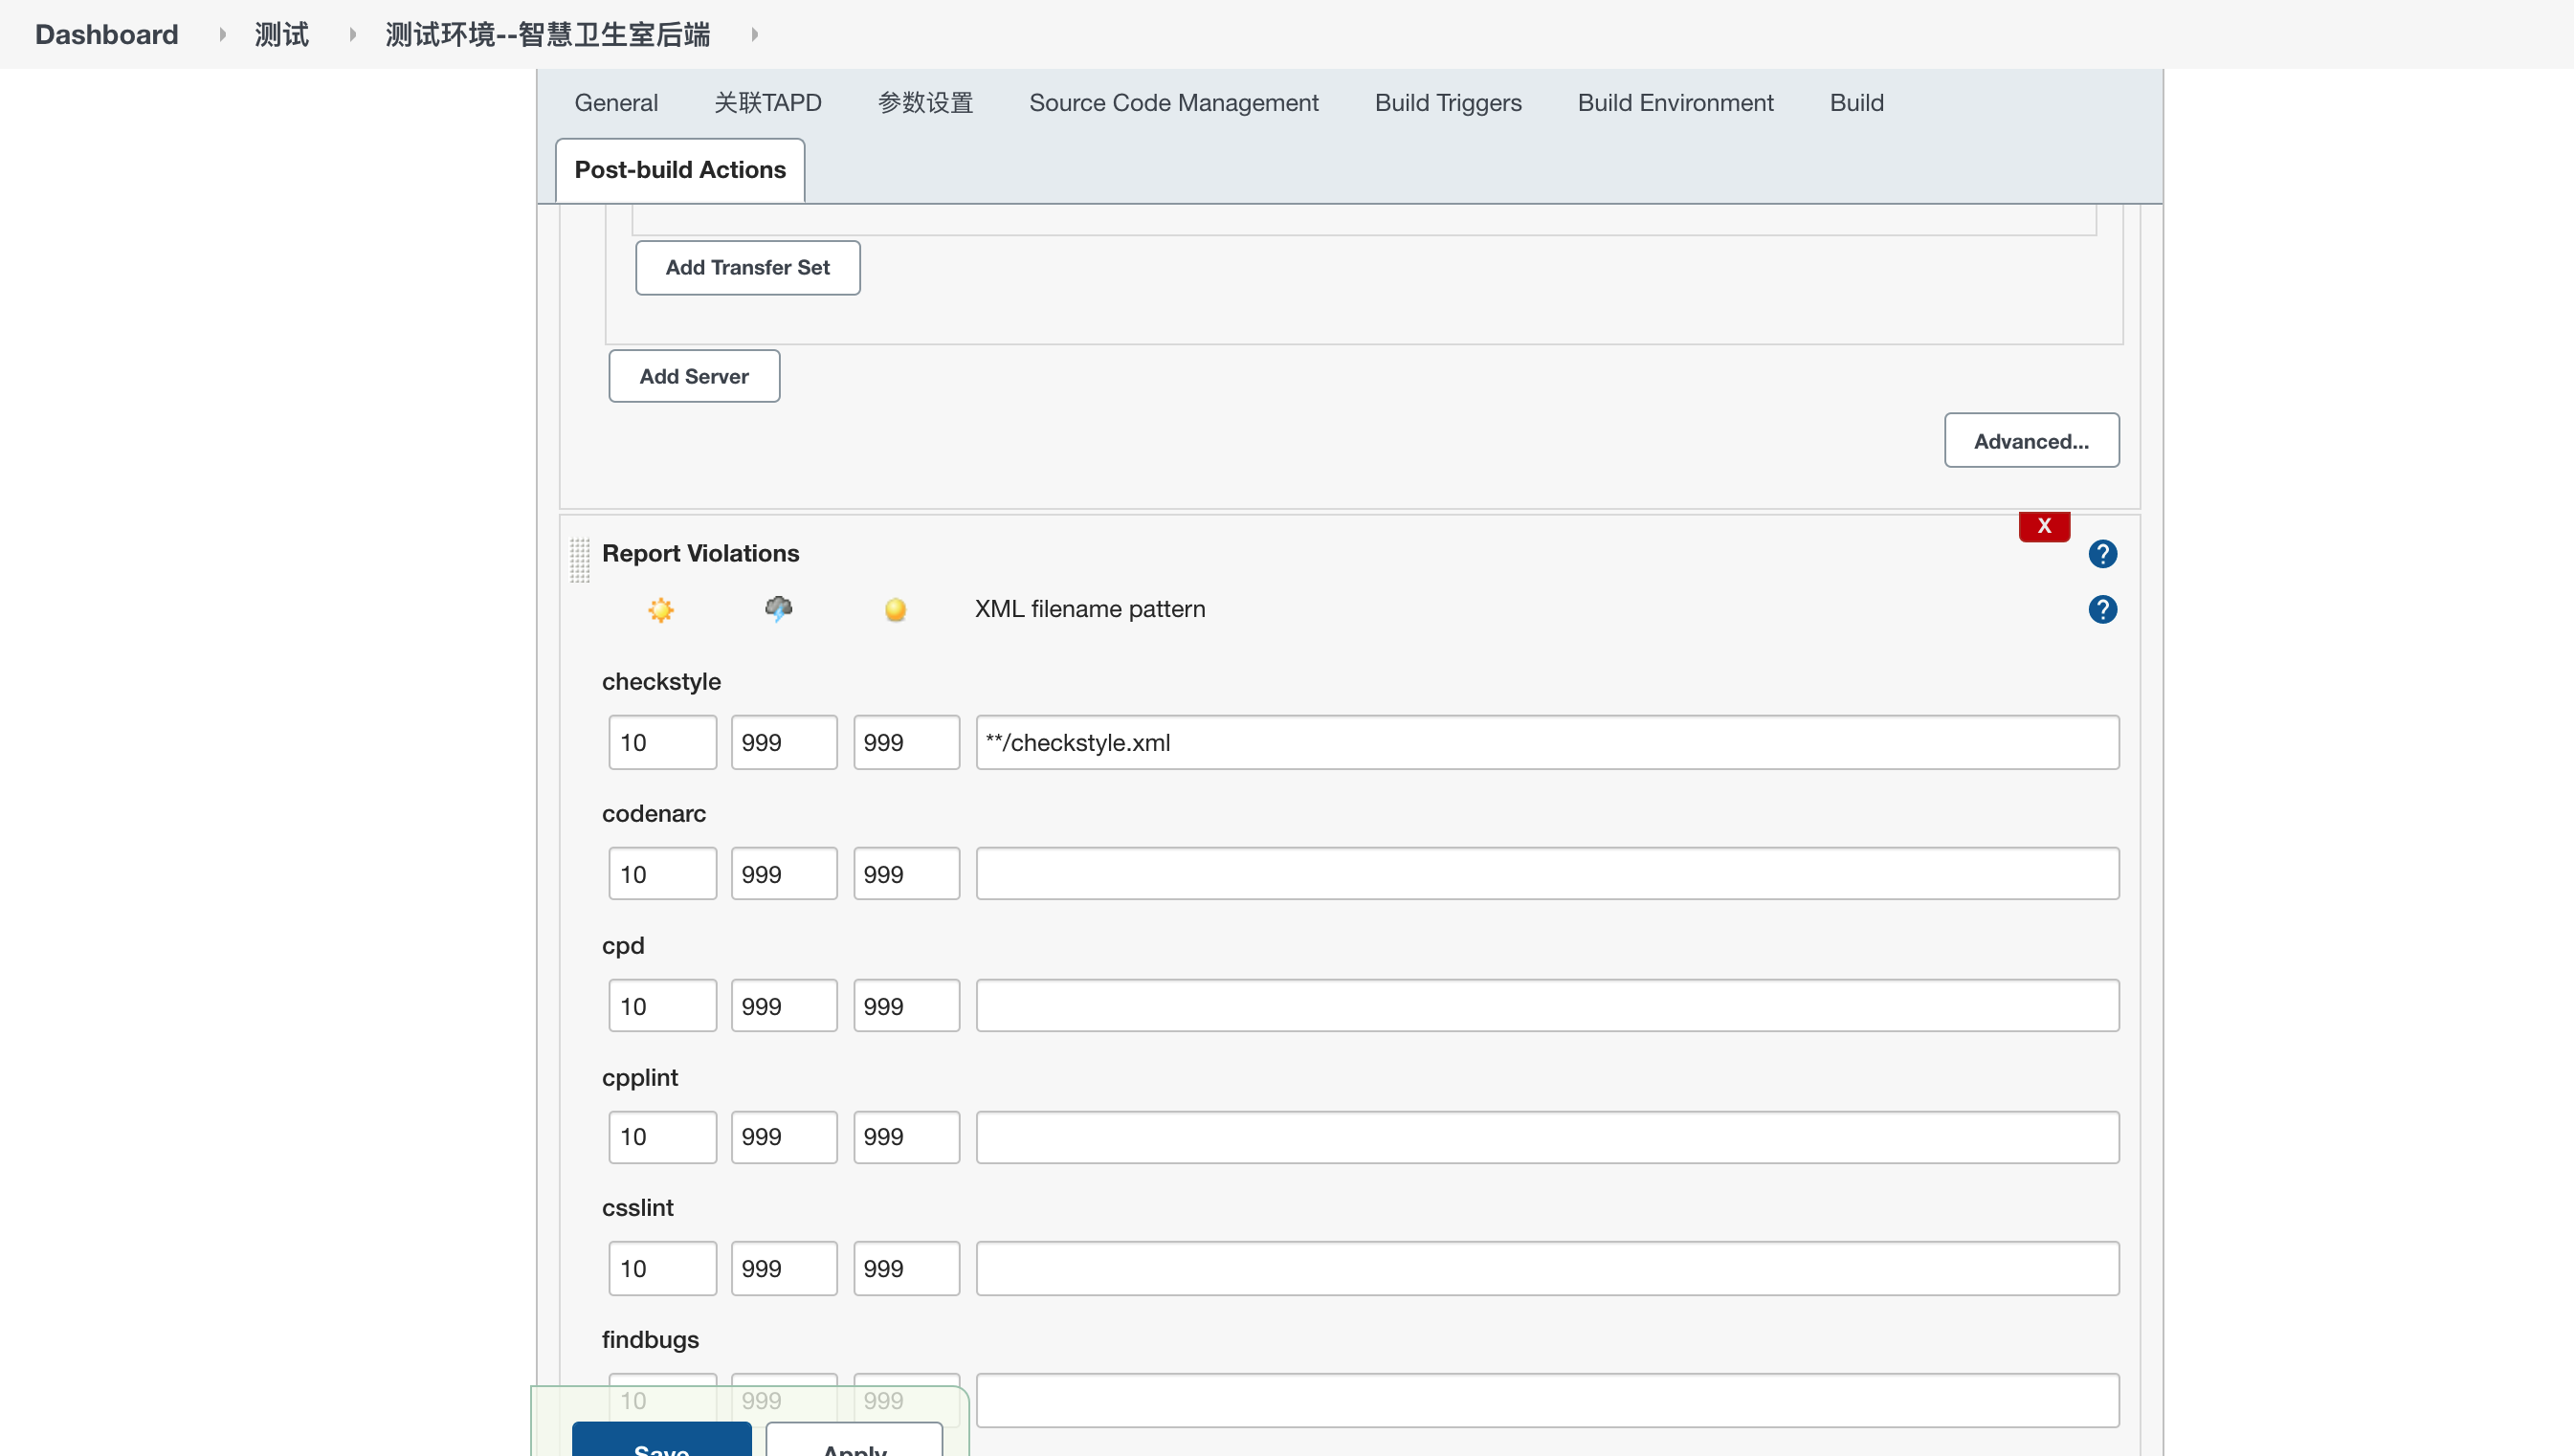 Dashboard 测试 测试环境--智慧卫生室后端
General 关联TAPD 参数设置 Source Code Management Build Triggers Build Environment Build
Post-build Actions
Add Transfer Set
Add Server
Advanced...
X
Report Violations ?
XML filename pattern ?
checkstyle
10 999 999 **/checkstyle.xml
codenarc
10 999 999
cpd
10 999 999
cpplint
10 999 999
csslint
10 999 999
findbugs
10 999 999
Save Apply